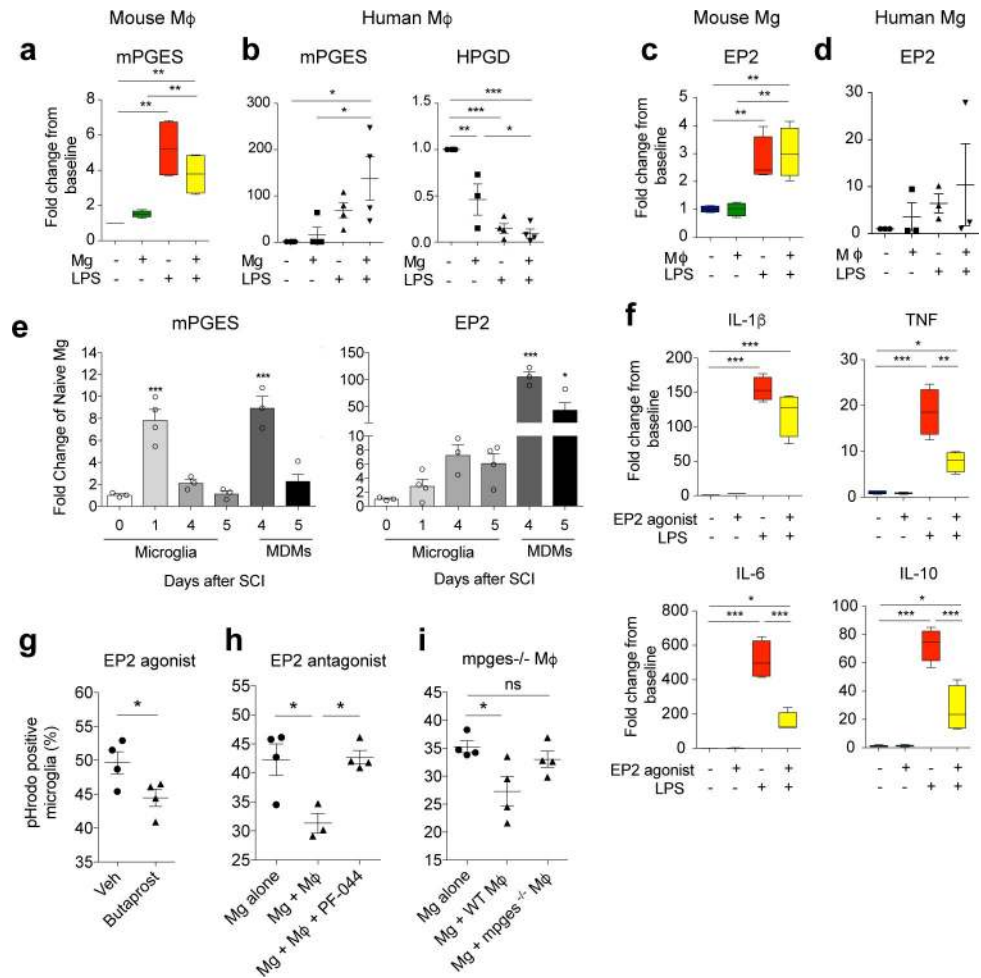 Mouse Mϕ
Human Mϕ
Mouse Mg
Human Mg
a
mPGES
Fold change from
baseline
8
6
4
2
0
** 
**
**
Mg - + - +
LPS - - + +
b
mPGES
300
200
100
0
*
*
Mg - + - +
LPS - - + +
HPGD
1.5
1.0
0.5
0.0
***
***
** *
Mg - + - +
LPS - - + +
c
EP2
Fold change from
baseline
5
4
3
2
1
0
**
**
**
Mϕ - + - +
LPS - - + +
d
EP2
30
20
10
0
Mϕ - + - +
LPS - - + +
e
mPGES
Fold Change of Naive Mg
14
12
10
8
6
4
2
0
*** ***
0 1 4 5 4 5
Microglia MDMs
Days after SCI
EP2
150
100
50
8
6
4
2
0
*** *
0 1 4 5 4 5
Microglia MDMs
Days after SCI
f
IL-1β
Fold change from
baseline
200
150
100
50
0
***
***
EP2 agonist - + - +
LPS - - + +
TNF
30
20
10
0
*
*** **
- + - +
- - + +
IL-6
Fold change from
baseline
800
600
400
200
0
*
*** ***
EP2 agonist - + - +
LPS - - + +
IL-10
100
80
60
40
20
0
*
*** ***
- + - +
- - + +
g
EP2 agonist
pHrodo positive
microglia (%)
65
60
55
50
45
40
35
*
Veh
Butaprost
h
EP2 antagonist
50
45
40
35
30
25
* *
Mg alone
Mg + Mϕ
Mg + Mϕ + PF-044
i
mpges-/- Mϕ
45
40
35
30
25
20
15
ns
*
Mg alone
Mg + WT Mϕ
Mg + mpges -/- Mϕ